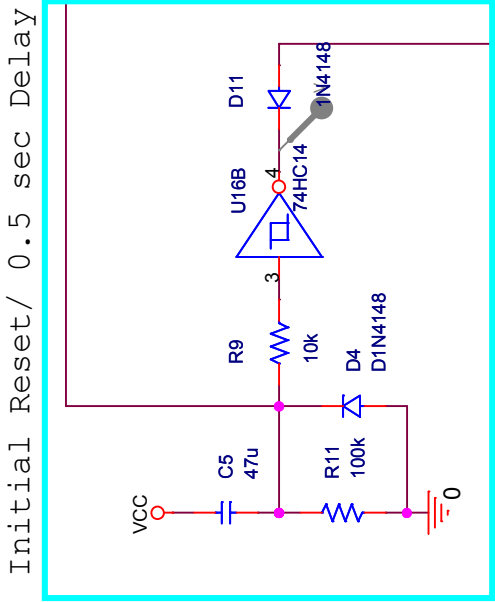 Initial Reset/ 0.5 sec Delay
D11
1N4148
U16B
4
74HC14
3
R9
10k
D4
D1N4148
C5
47u
R11
100k
VCC
0